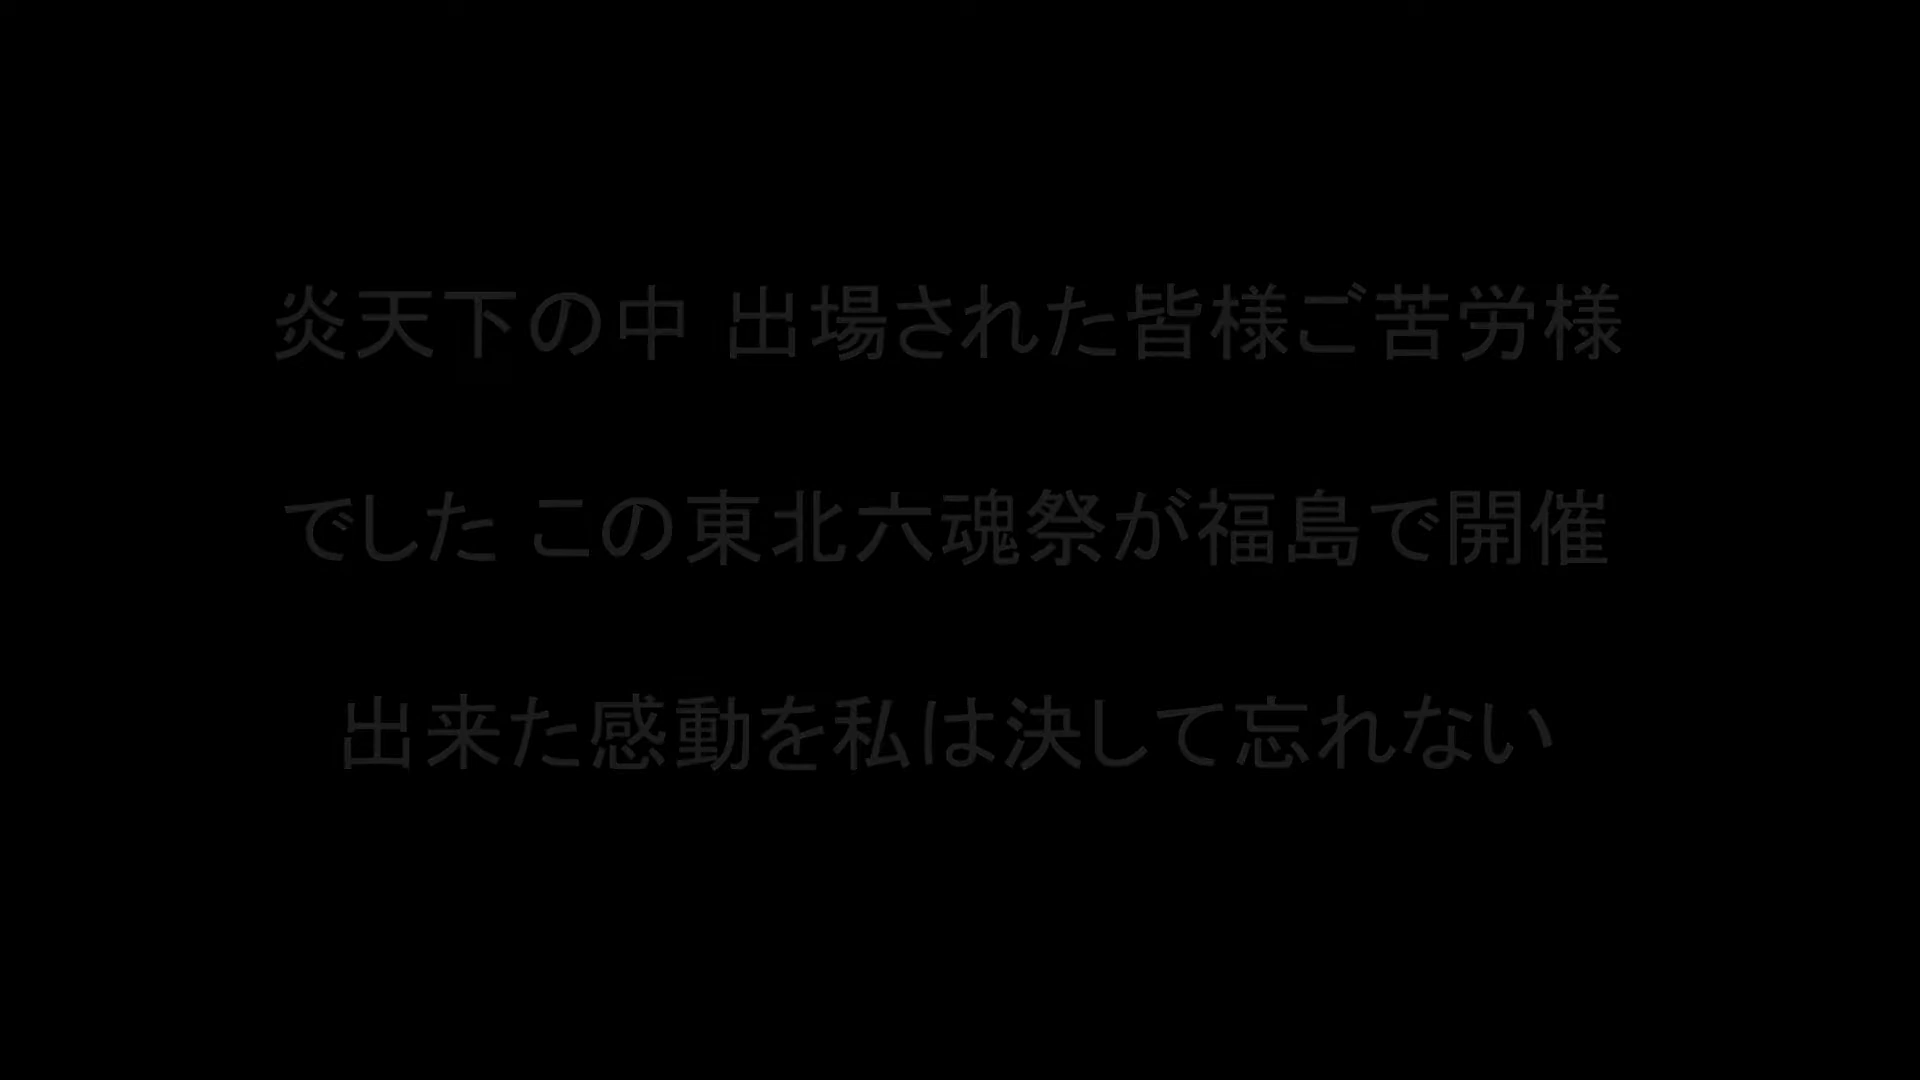 炎天下の中 出場された皆様ご苦労様
でした この東北六魂祭が福島で開催
出来た感動を私は決して忘れない